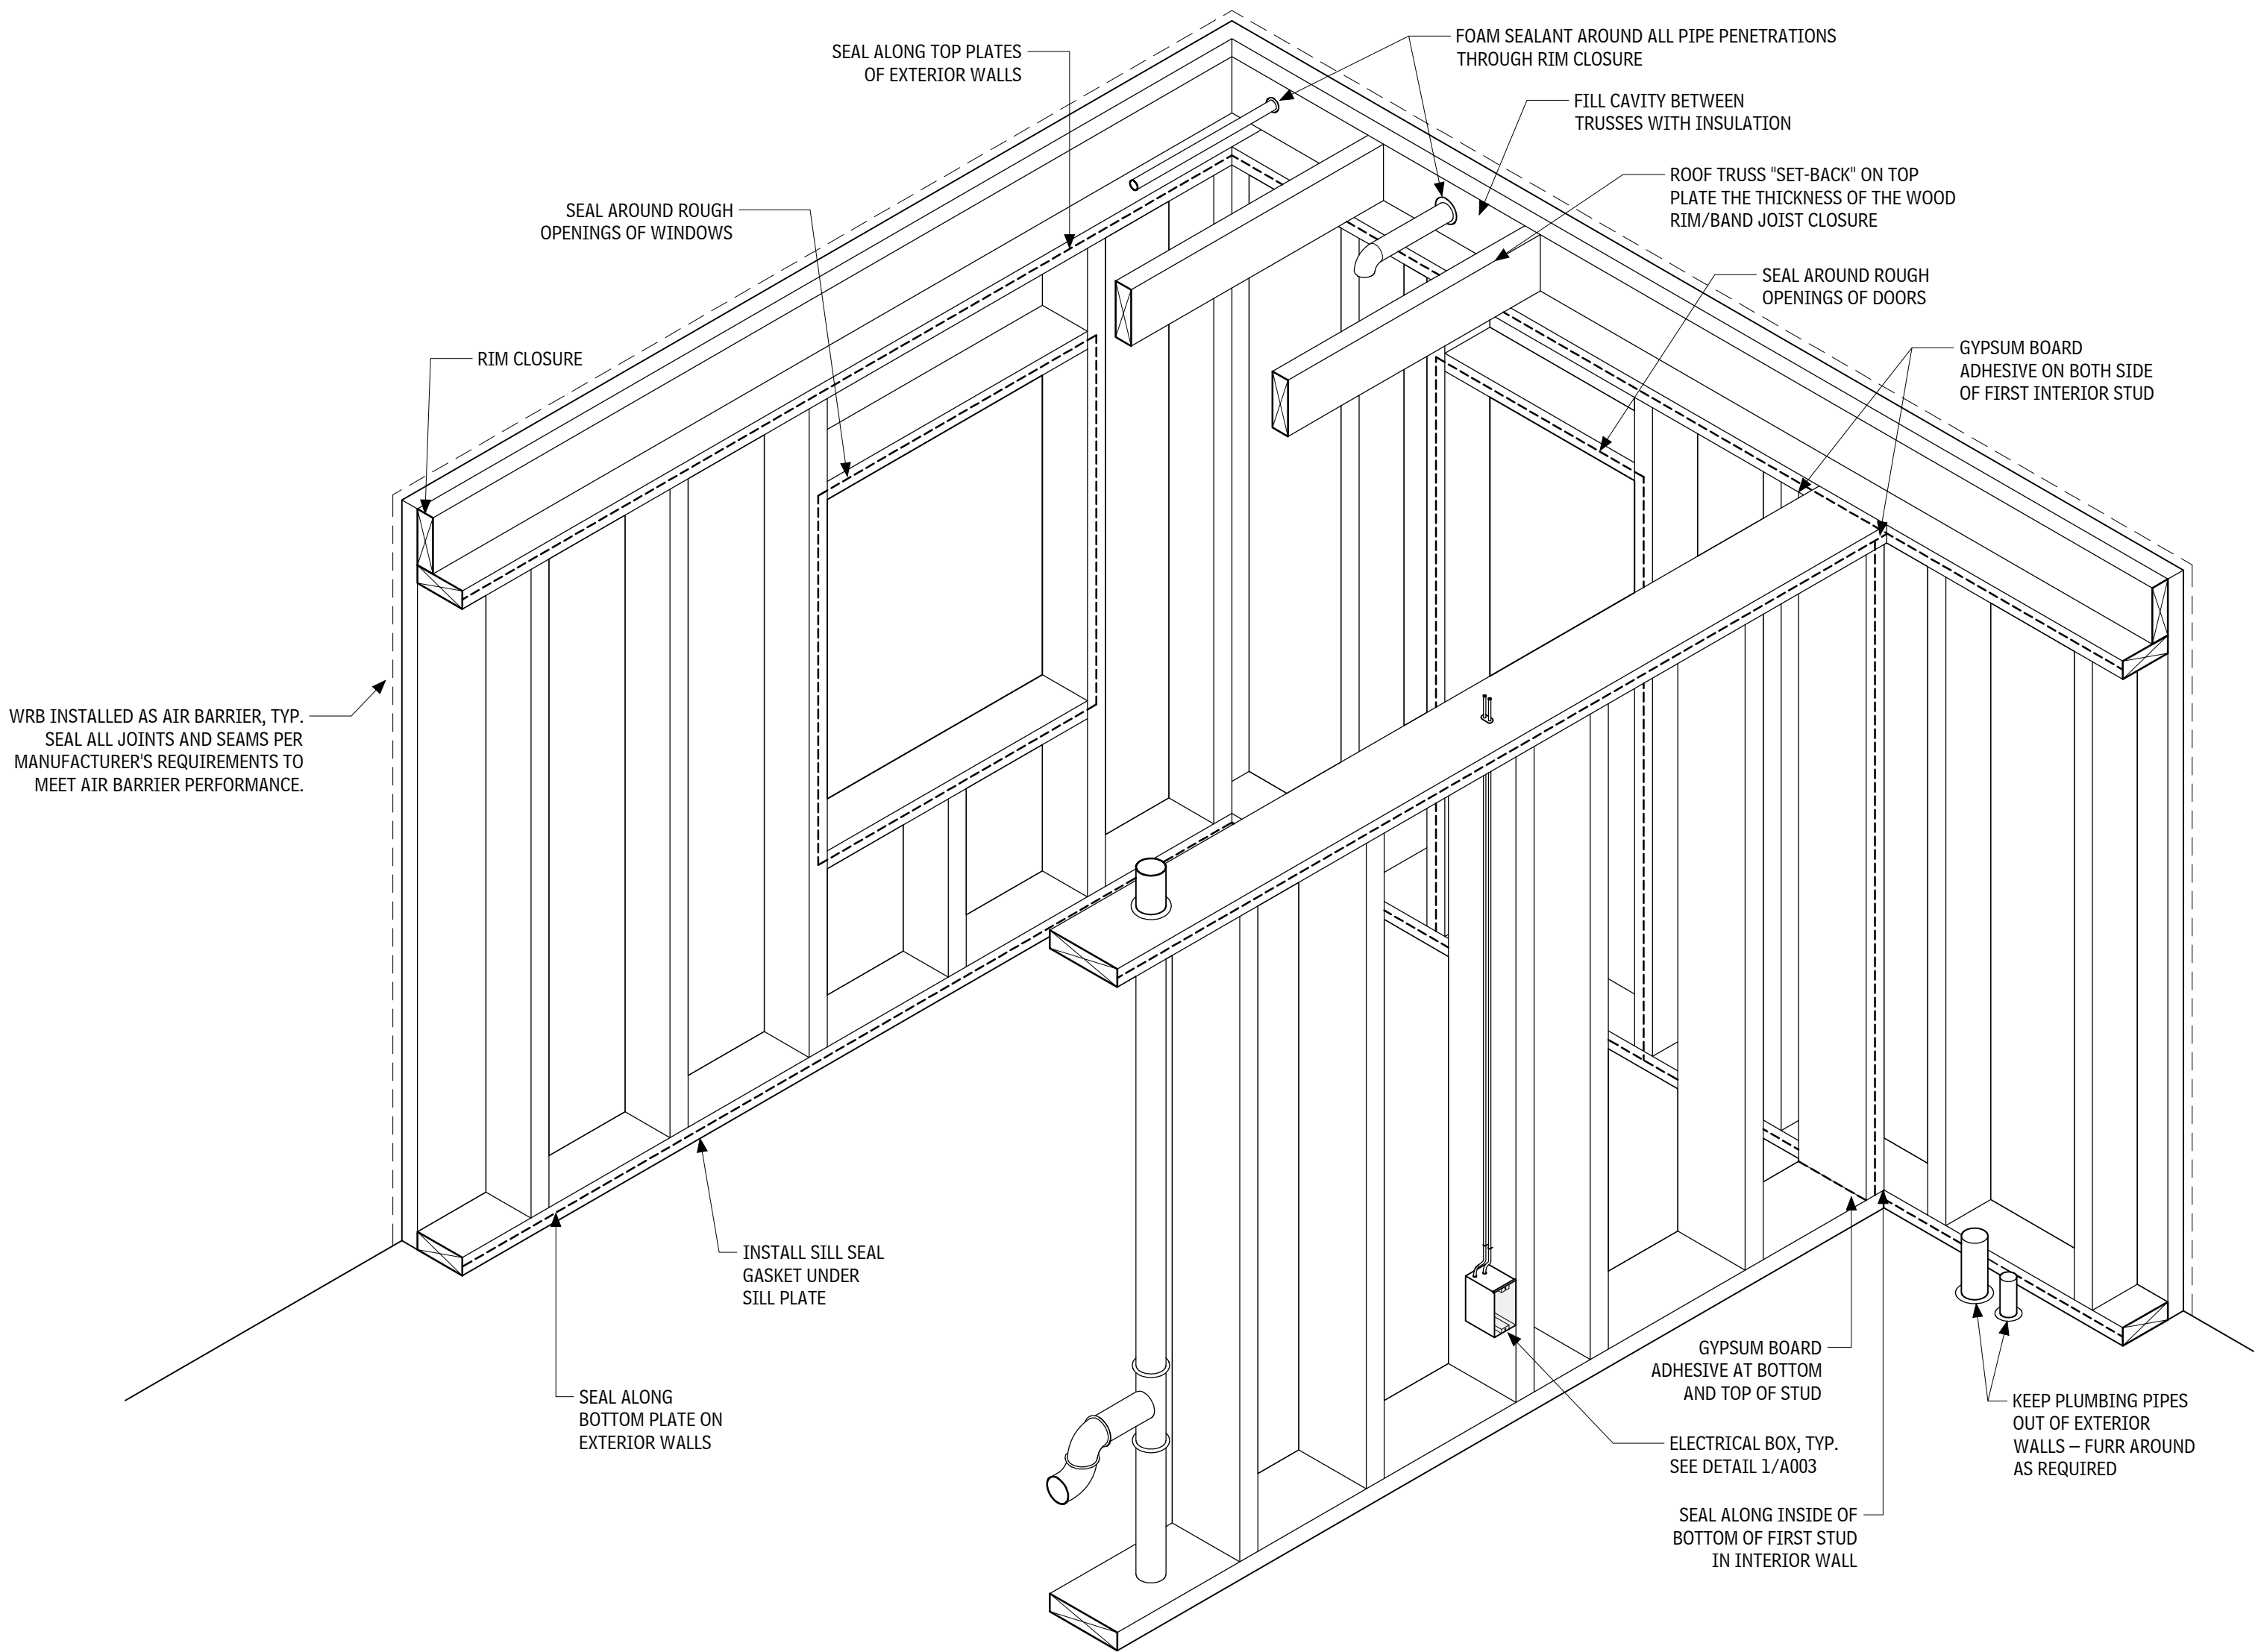 SEAL ALONG TOP PLATES
OF EXTERIOR WALLS
FOAM SEALANT AROUND ALL PIPE PENETRATIONS
THROUGH RIM CLOSURE
FILL CAVITY BETWEEN
TRUSSES WITH INSULATION
ROOF TRUSS "SET-BACK" ON TOP
PLATE THE THICKNESS OF THE WOOD
RIM/BAND JOIST CLOSURE
SEAL AROUND ROUGH
OPENINGS OF WINDOWS
SEAL AROUND ROUGH
OPENINGS OF DOORS
RIM CLOSURE
GYPSUM BOARD
ADHESIVE ON BOTH SIDE
OF FIRST INTERIOR STUD
WRB INSTALLED AS AIR BARRIER, TYP.
SEAL ALL JOINTS AND SEAMS PER
MANUFACTURER'S REQUIREMENTS TO
MEET AIR BARRIER PERFORMANCE.
INSTALL SILL SEAL
GASKET UNDER
SILL PLATE
SEAL ALONG
BOTTOM PLATE ON
EXTERIOR WALLS
GYPSUM BOARD
ADHESIVE AT BOTTOM
AND TOP OF STUD
KEEP PLUMBING PIPES
OUT OF EXTERIOR
WALLS – FURR AROUND
AS REQUIRED
ELECTRICAL BOX, TYP.
SEE DETAIL 1/A003
SEAL ALONG INSIDE OF
BOTTOM OF FIRST STUD
IN INTERIOR WALL